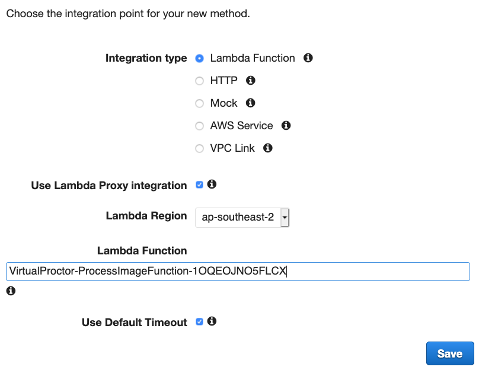 Choose the integration point for your new method.
Integration type Lambda Function
HTTP
Mock
AWS Service
VPC Link
Use Lambda Proxy integration
Lambda Region ap-southeast-2
Lambda Function
VirtualProctor-ProcessImageFunction-1OQEOJNO5FLCX
Use Default Timeout
Save